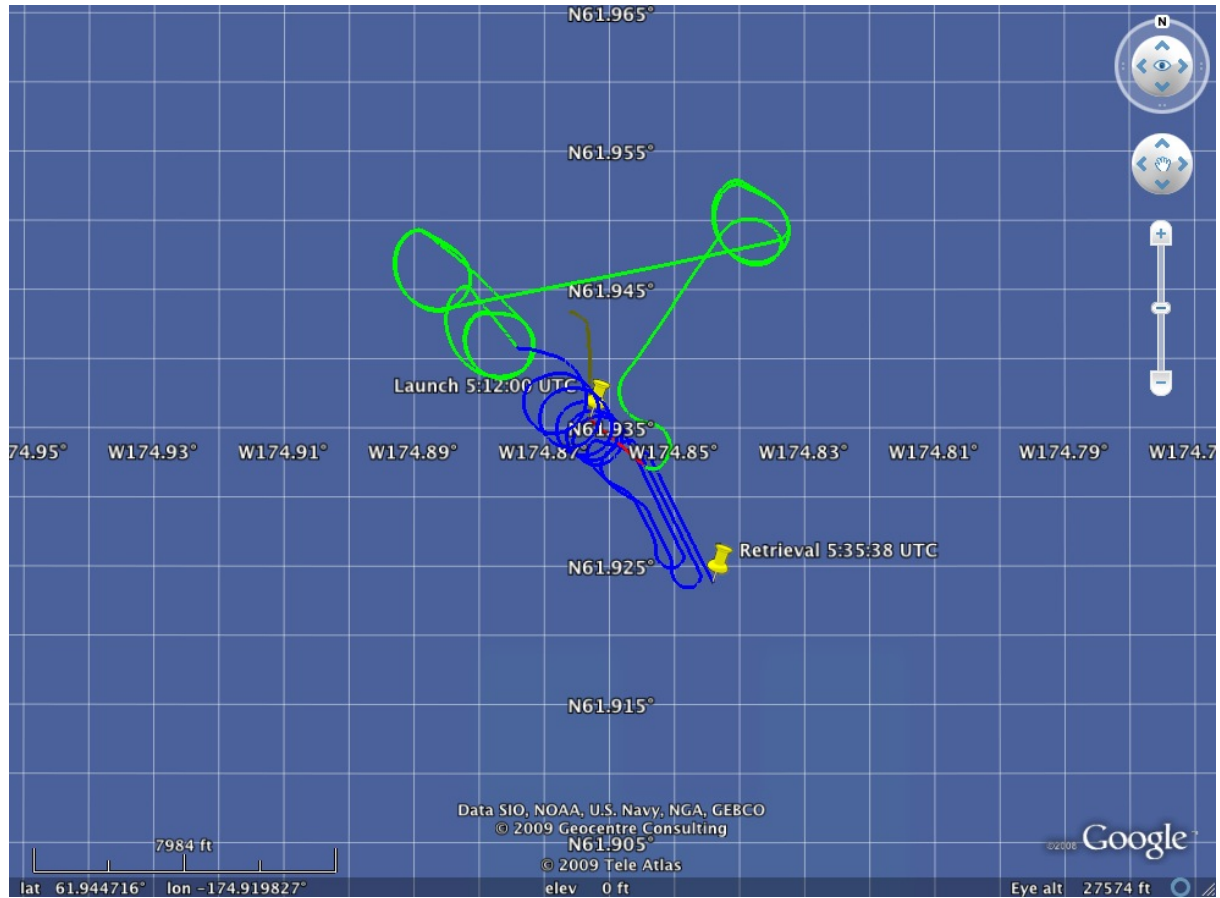 N61.965°
N
N61.955°
N61.945°
Launch 5:12:00 UTC
N61.935°
74.95° W174.93° W174.91° W174.89° W174.87° W174.85° W174.83° W174.81° W174.79° W174.7
Retrieval 5:35:38 UTC
N61.925°
N61.915°
Data SIO, NOAA, U.S. Navy, NGA, GEBCO
© 2009 Geocentre Consulting
N61.905°
© 2009 Tele Atlas
7984 ft
©2008 Google
lat 61.944716° lon -174.919827° elev 0 ft Eye alt 27574 ft